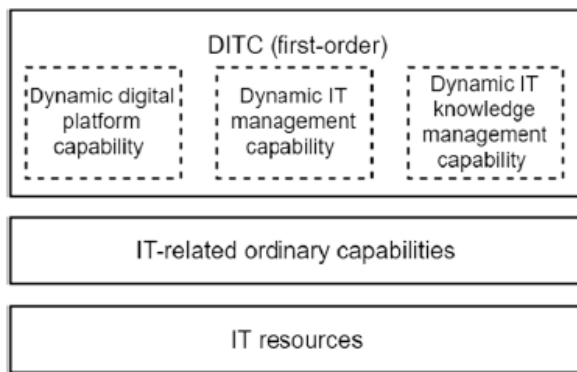 DITC (first-order)
Dynamic digital
platform
capability
Dynamic IT
management
capability
Dynamic IT
knowledge
management
capability
IT-related ordinary capabilities
IT resources